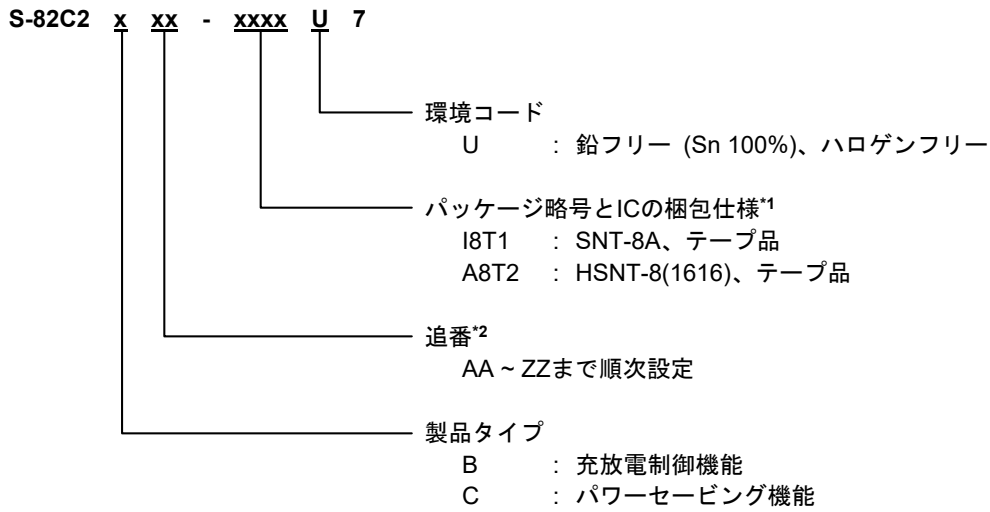 S-82C2 x xx - xxxx U 7
環境コード
U : 鉛フリー (Sn 100%)、ハロゲンフリー
パッケージ略号とICの梱包仕様*1
I8T1 : SNT-8A、テープ品
A8T2 : HSNT-8(1616)、テープ品
追番*2
AA ~ ZZまで順次設定
製品タイプ
B : 充放電制御機能
C : パワーセービング機能